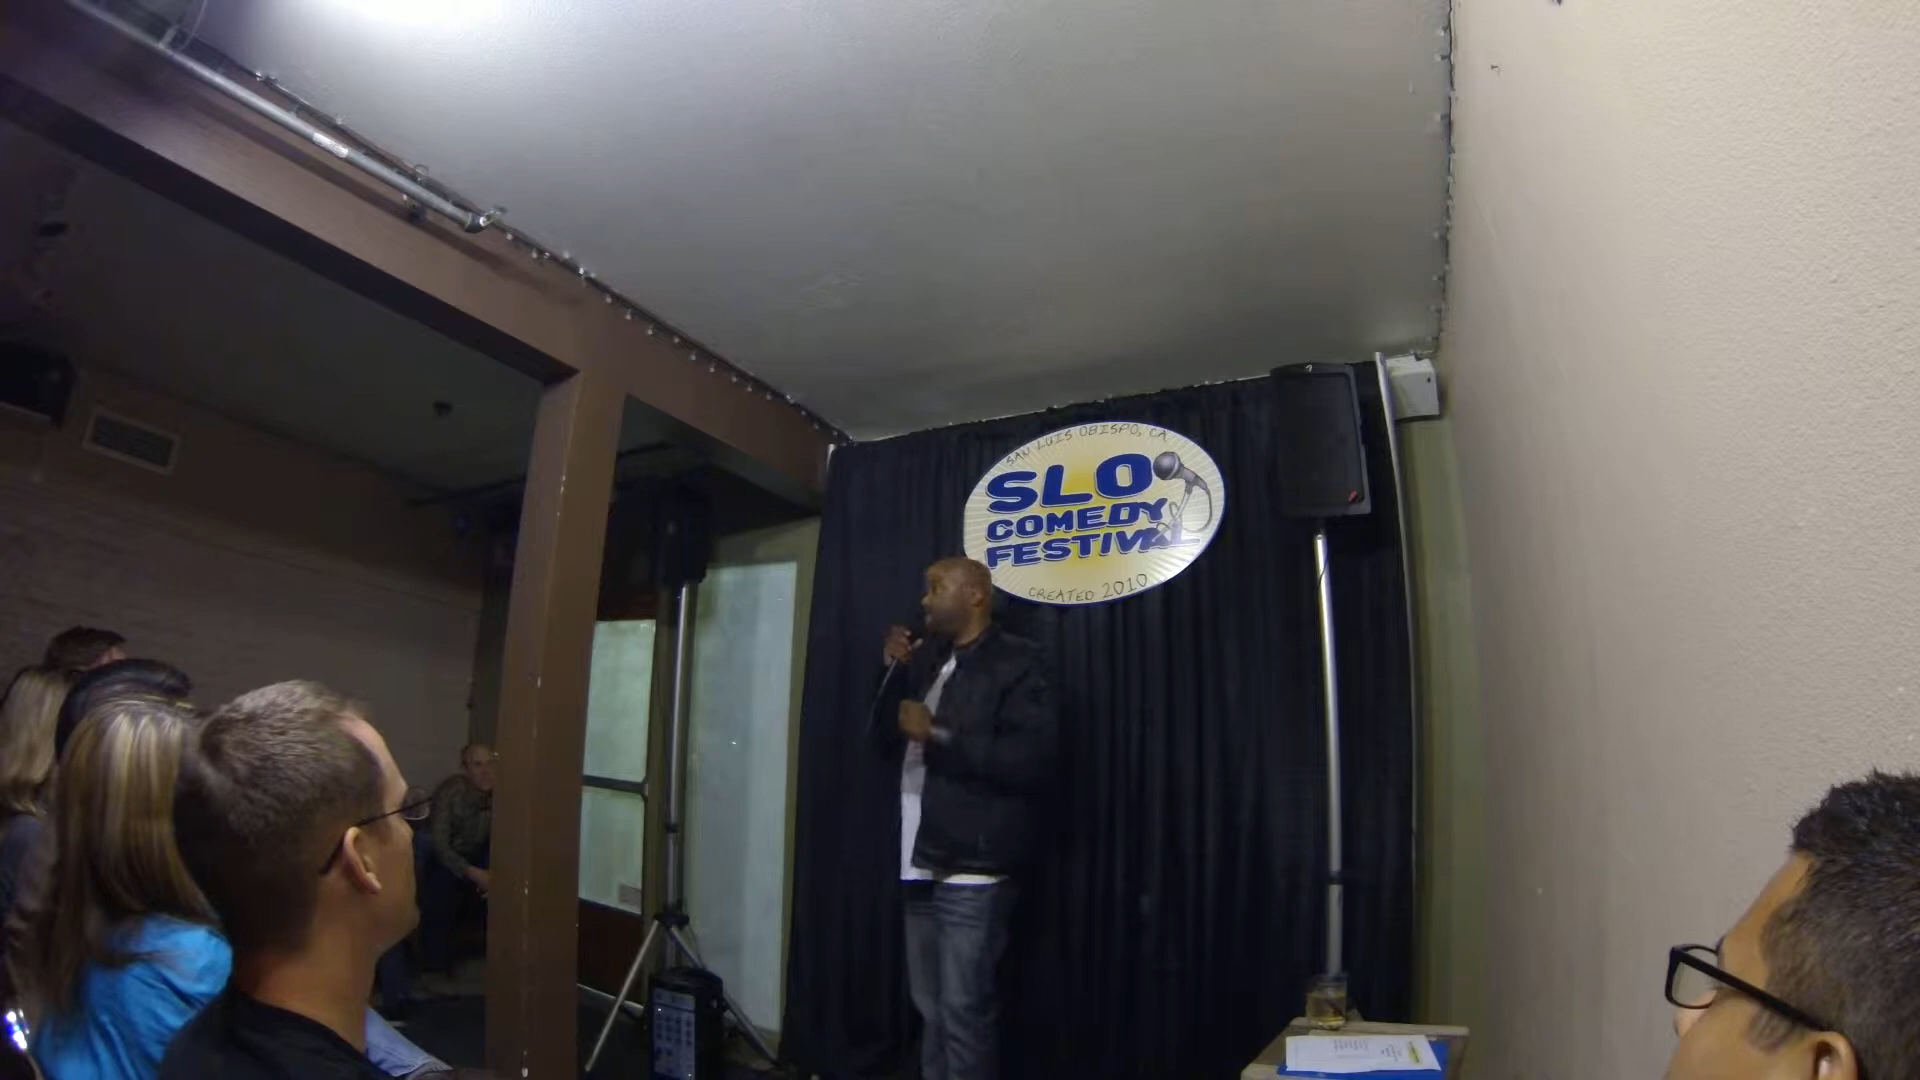 SAN LUIS OBISPO, CA
SLO
COMEDY
FESTIVAL
CREATED 2010